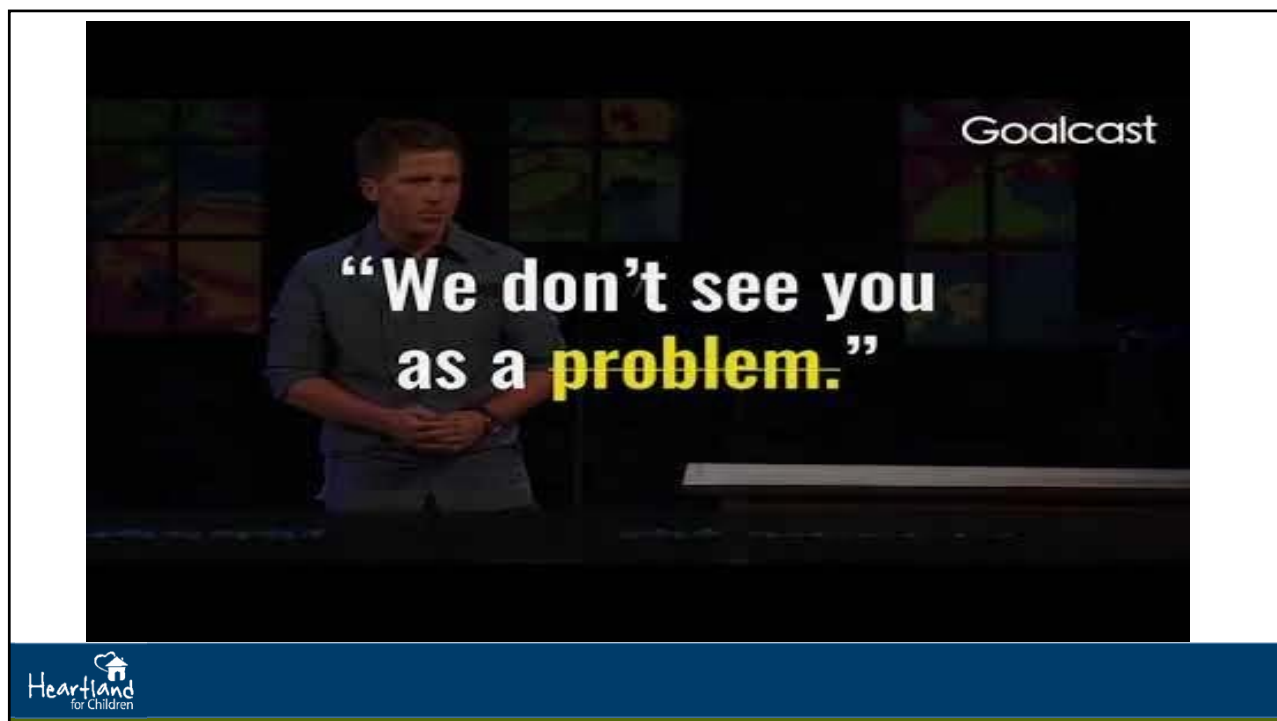 Goalcast
“We don’t see you
as a problem.”
Heartland
for Children